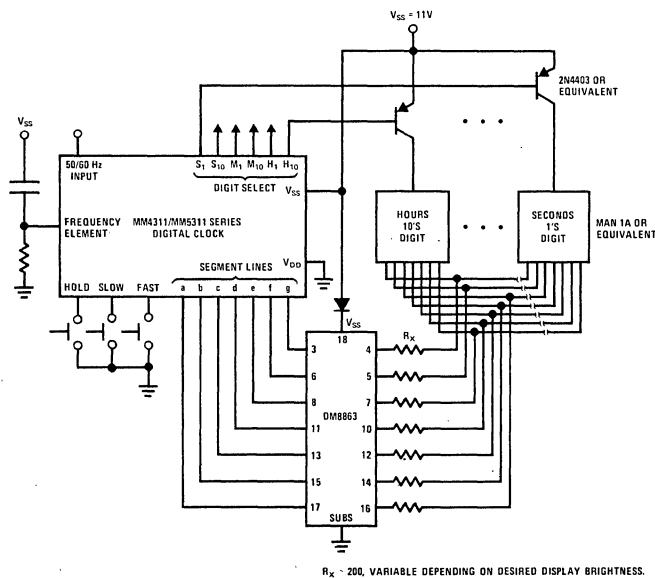 VSS = 11V
2N4403 OR
EQUIVALENT
VSS
50/60 Hz
INPUT
S1 S10 M1 M10 H1 H10
DIGIT SELECT
VSS
FREQUENCY
ELEMENT
MM4311/MM5311 SERIES
DIGITAL CLOCK
HOURS
10'S
DIGIT
SECONDS
1'S
DIGIT
MAN 1A OR
EQUIVALENT
VDD
SEGMENT LINES
HOLD SLOW FAST
a b c d e f g
VSS
18
RX
3 4
6 5
8 7
DM8863
11 10
13 12
15 14
17 16
SUBS
RX ~ 200, VARIABLE DEPENDING ON DESIRED DISPLAY BRIGHTNESS.